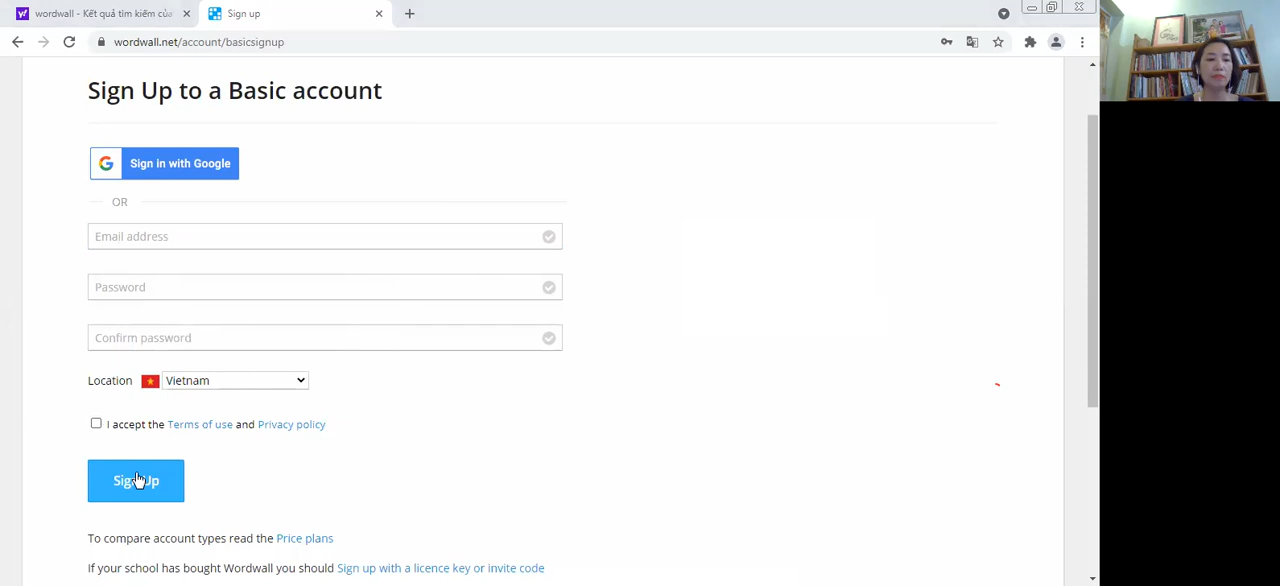 wordwall - Kết quả tìm kiếm củ
Sign up
wordwall.net/account/basicsignup
Sign Up to a Basic account
Sign in with Google
OR
Email address
Password
Confirm password
Location Vietnam
I accept the Terms of use and Privacy policy
Sign Up
To compare account types read the Price plans
If your school has bought Wordwall you should Sign up with a licence key or invite code